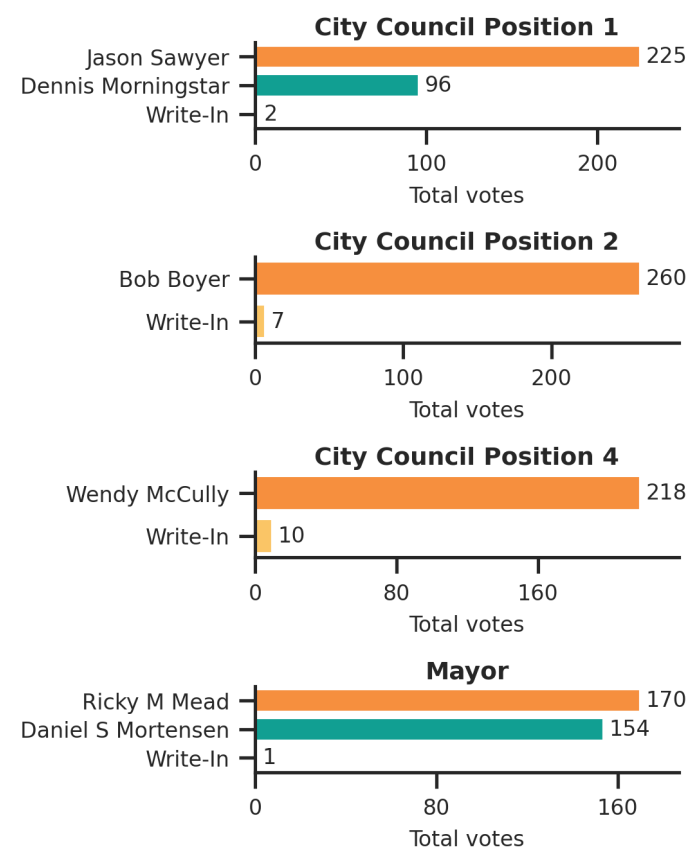 City Council Position 1
Jason Sawyer 225
Dennis Morningstar 96
Write-In 2
0 100 200
Total votes
City Council Position 2
Bob Boyer 260
Write-In 7
0 100 200
Total votes
City Council Position 4
Wendy McCully 218
Write-In 10
0 80 160
Total votes
Mayor
Ricky M Mead 170
Daniel S Mortensen 154
Write-In 1
0 80 160
Total votes